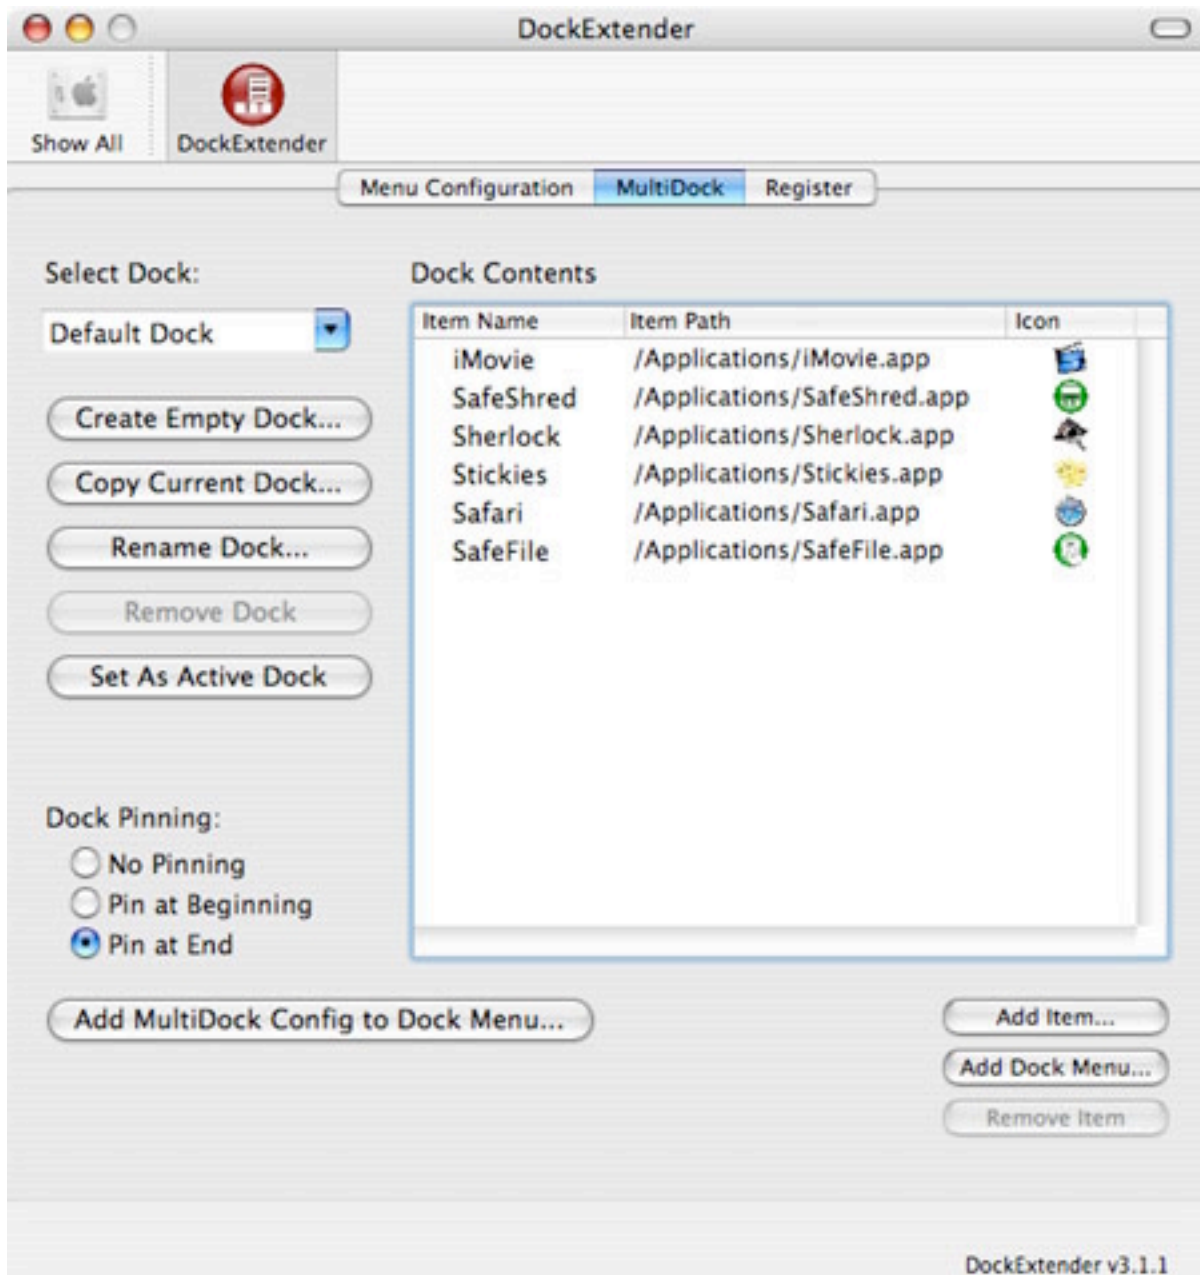 DockExtender
Show All
DockExtender
Menu Configuration
MultiDock
Register
Select Dock:
Default Dock
Create Empty Dock...
Copy Current Dock...
Rename Dock...
Remove Dock
Set As Active Dock
Dock Contents
Item Name Item Path Icon
iMovie /Applications/iMovie.app
SafeShred /Applications/SafeShred.app
Sherlock /Applications/Sherlock.app
Stickies /Applications/Stickies.app
Safari /Applications/Safari.app
SafeFile /Applications/SafeFile.app
Dock Pinning:
No Pinning
Pin at Beginning
Pin at End
Add MultiDock Config to Dock Menu...
Add Item...
Add Dock Menu...
Remove Item
DockExtender v3.1.1